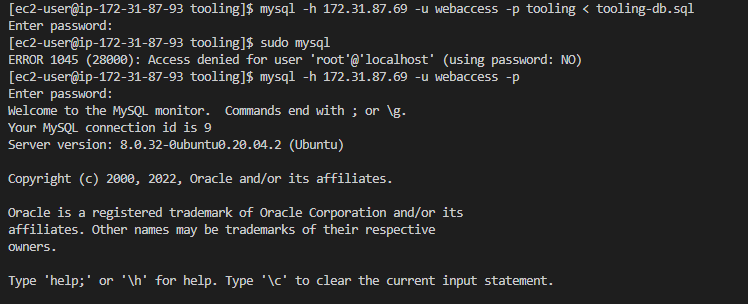 [ec2-user@ip-172-31-87-93 tooling]$ mysql -h 172.31.87.69 -u webaccess -p tooling < tooling-db.sql
Enter password:
[ec2-user@ip-172-31-87-93 tooling]$ sudo mysql
ERROR 1045 (28000): Access denied for user 'root'@'localhost' (using password: NO)
[ec2-user@ip-172-31-87-93 tooling]$ mysql -h 172.31.87.69 -u webaccess -p
Enter password:
Welcome to the MySQL monitor.  Commands end with ; or \g.
Your MySQL connection id is 9
Server version: 8.0.32-0ubuntu0.20.04.2 (Ubuntu)
Copyright (c) 2000, 2022, Oracle and/or its affiliates.
Oracle is a registered trademark of Oracle Corporation and/or its
affiliates. Other names may be trademarks of their respective
owners.
Type 'help;' or '\h' for help. Type '\c' to clear the current input statement.